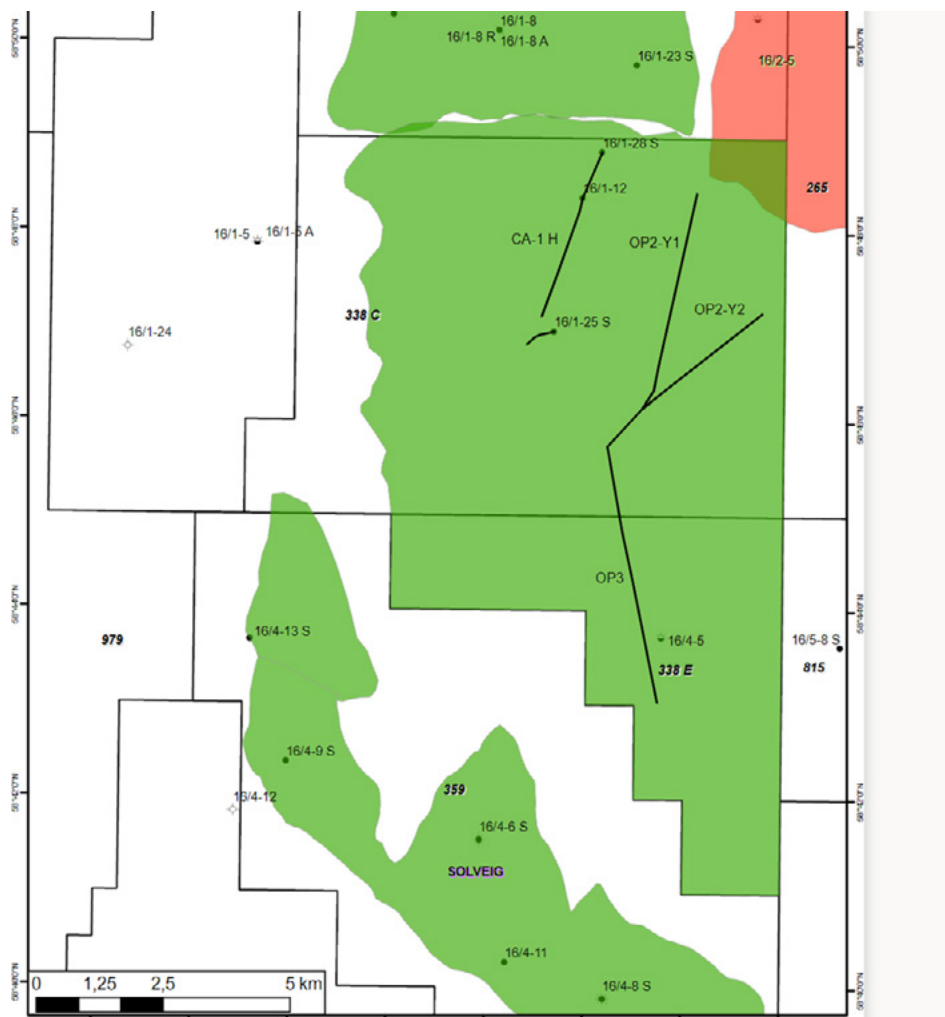 16/1-8
16/1-8 R
16/1-8 A
16/1-23 S
16/2-5
16/1-28 S
16/1-12
265
16/1-5
16/1-5 A
CA-1 H
OP2-Y1
338 C
OP2-Y2
16/1-24
16/1-25 S
OP3
16/4-13 S
979
16/4-5
16/5-8 S
338 E
815
16/4-9 S
359
16/4-12
16/4-6 S
SOLVEIG
16/4-11
16/4-8 S
0 1,25 2,5 5 km